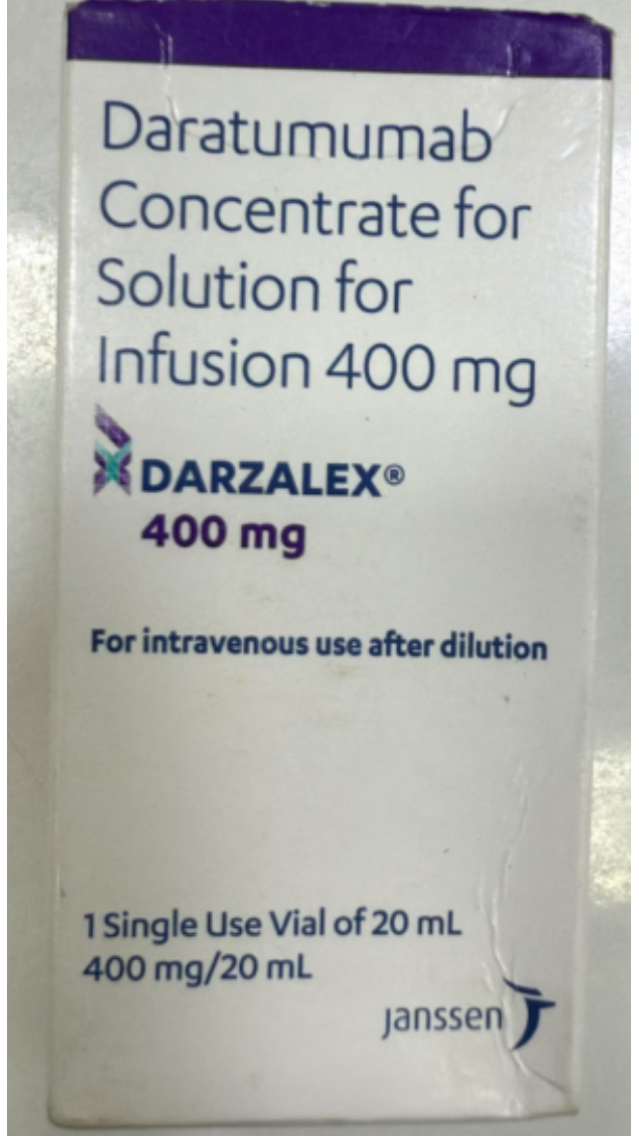 Daratumumab
Concentrate for
Solution for
Infusion 400 mg
DARZALEX®
400 mg
For intravenous use after dilution
1 Single Use Vial of 20 mL
400 mg/20 mL
janssen